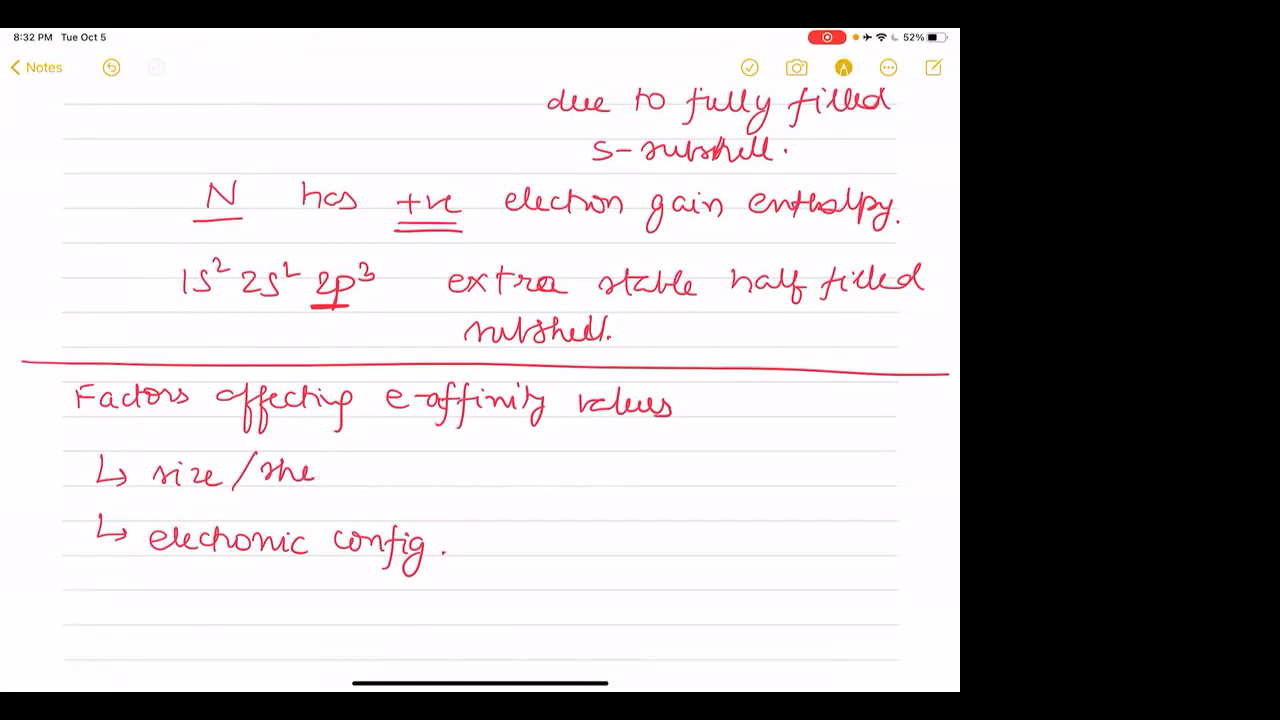 8:32 PM Tue Oct 5
52%
Notes
due to fully filled
s-subshell.
N has +ve electron gain enthalpy.
1s² 2s² 2p³ extra stable half filled
subshell.
Factors affecting e-affinity values
↳ size/
↳ electronic config.